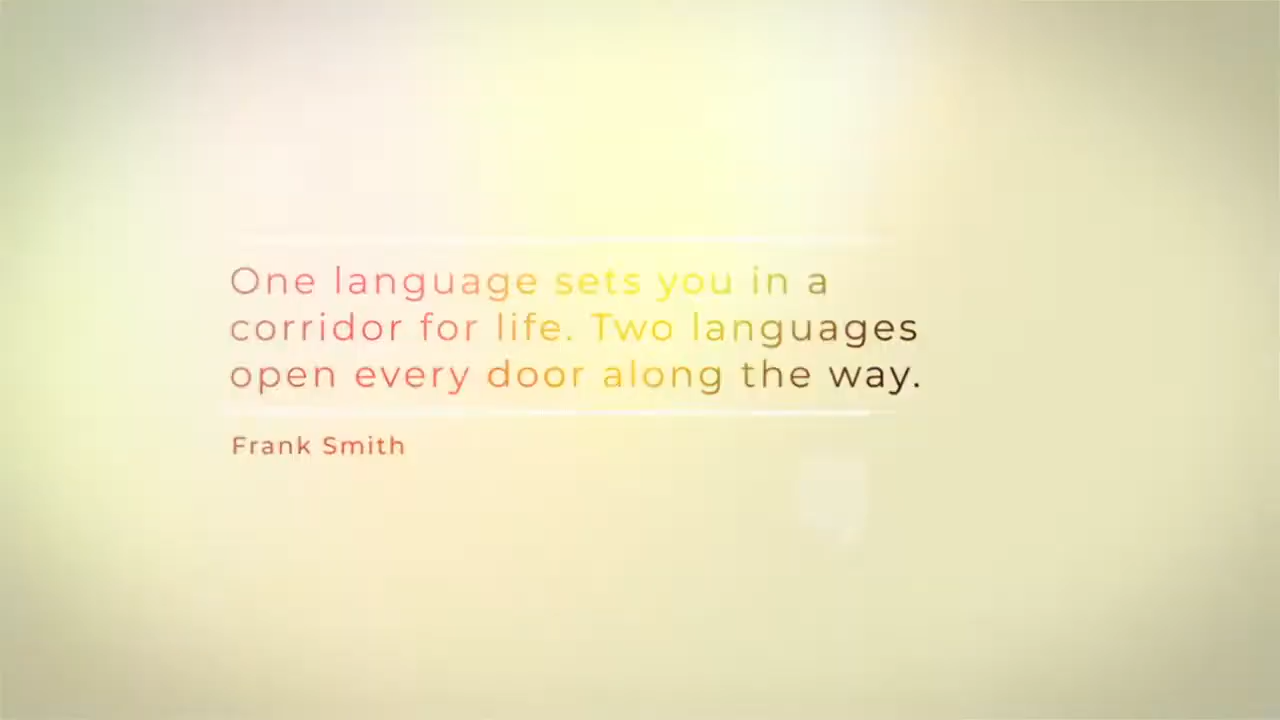 One language sets you in a
corridor for life. Two languages
open every door along the way.
Frank Smith